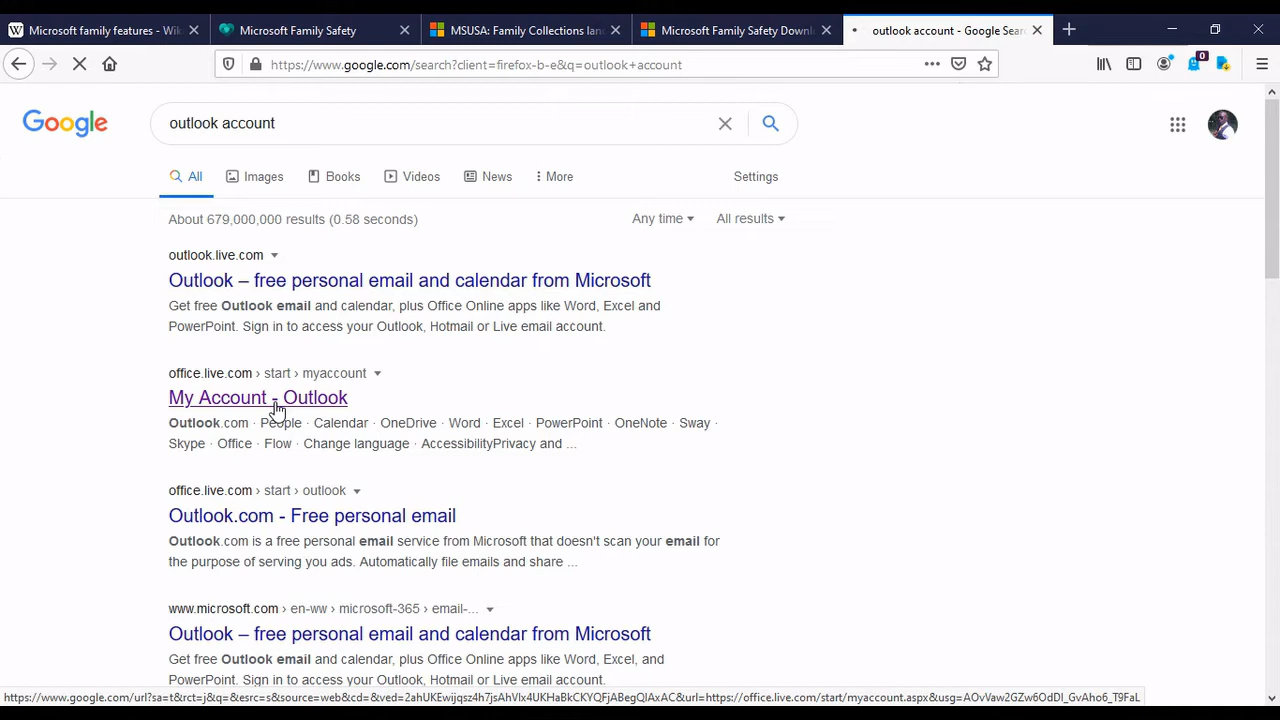 Microsoft family features - Wik
Microsoft Family Safety
MSUSA: Family Collections lan
Microsoft Family Safety Downl
outlook account - Google Sear
https://www.google.com/search?client=firefox-b-e&q=outlook+account
0
Google
outlook account
All
Images
Books
Videos
News
More
Settings
About 679,000,000 results (0.58 seconds)
Any time
All results
outlook.live.com
Outlook – free personal email and calendar from Microsoft
Get free Outlook email and calendar, plus Office Online apps like Word, Excel and
PowerPoint. Sign in to access your Outlook, Hotmail or Live email account.
office.live.com › start › myaccount
My Account - Outlook
Outlook.com · People · Calendar · OneDrive · Word · Excel · PowerPoint · OneNote · Sway ·
Skype · Office · Flow · Change language · AccessibilityPrivacy and ...
office.live.com › start › outlook
Outlook.com - Free personal email
Outlook.com is a free personal email service from Microsoft that doesn't scan your email for
the purpose of serving you ads. Automatically file emails and share ...
www.microsoft.com › en-ww › microsoft-365 › email-...
Outlook – free personal email and calendar from Microsoft
Get free Outlook email and calendar, plus Office Online apps like Word, Excel, and
PowerPoint. Sign in to access your Outlook, Hotmail or Live email account.
https://www.google.com/url?sa=t&rct=j&q=&esrc=s&source=web&cd=&ved=2ahUKEwijqsz4h7jsAhVlx4UKHaBkCKYQFjABegQIAxAC&url=https://office.live.com/start/myaccount.aspx&usg=AOvVaw2GZw6OdDI_GvAho6_T9FaL